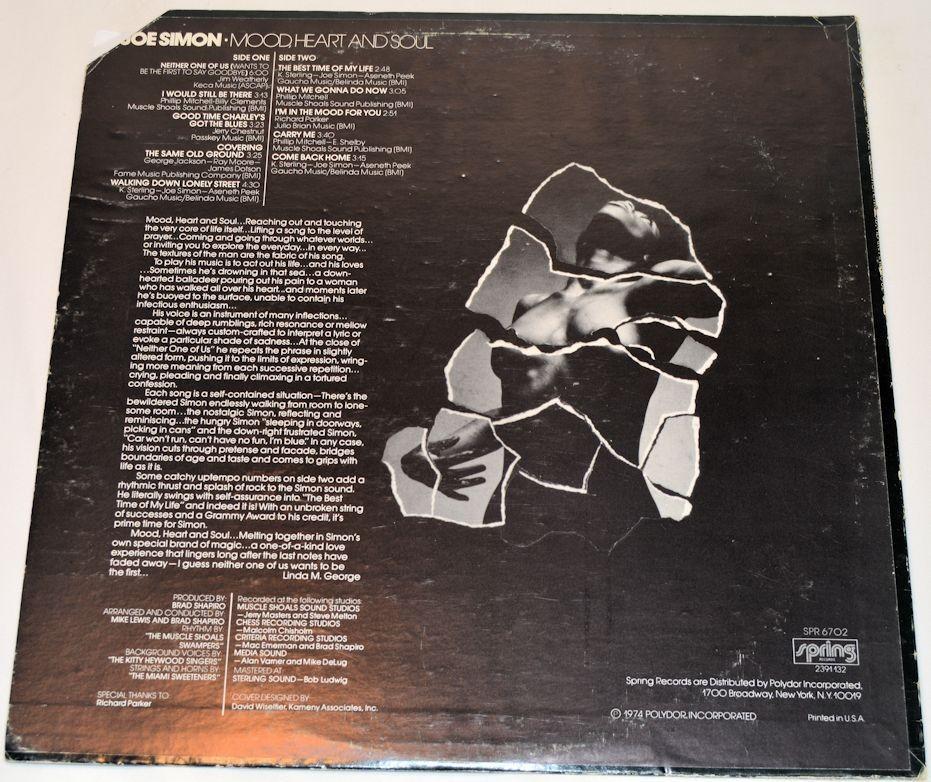 JOE SIMON · MOOD, HEART AND SOUL
SIDE ONE
NEITHER ONE OF US (WANTS TO
BE THE FIRST TO SAY GOODBYE) 6:00
Jim Weatherly
Keca Music (ASCAP)
I WOULD STILL BE THERE 3:13
Phillip Mitchell-Billy Clements
Muscle Shoals Sound Publishing (BMI)
GOOD TIME CHARLEY'S
GOT THE BLUES 3:23
Jerry Chestnut
Passkey Music (BMI)
COVERING
THE SAME OLD GROUND 3:25
George Jackson—Ray Moore—
James Dotson
Fame Music Publishing Company (BMI)
WALKING DOWN LONELY STREET 4:30
K. Sterling—Joe Simon—Aseneth Peek
Gaucho Music/Belinda Music (BMI)
SIDE TWO
THE BEST TIME OF MY LIFE 2:48
K. Sterling—Joe Simon—Aseneth Peek
Gaucho Music/Belinda Music (BMI)
WHAT WE GONNA DO NOW 3:05
Phillip Mitchell
Muscle Shoals Sound Publishing (BMI)
I'M IN THE MOOD FOR YOU 2:51
Richard Parker
Julio Brian Music (BMI)
CARRY ME 3:40
Phillip Mitchell—E. Shelby
Muscle Shoals Sound Publishing (BMI)
COME BACK HOME 3:15
K. Sterling—Joe Simon—Aseneth Peek
Gaucho Music/Belinda Music (BMI)
Mood, Heart and Soul...Reaching out and touching
the very core of life itself...Lifting a song to the level of
prayer...Coming and going through whatever worlds...
or inviting you to explore the everyday...in every way...
The textures of the man are the fabric of his song.
To play his music is to act out his life...and his loves
...Sometimes he's drowning in that sea...a down-
hearted balladeer pouring out his pain to a woman
who has walked all over his heart...and moments later
he's buoyed to the surface, unable to contain his
infectious enthusiasm...
His voice is an instrument of many inflections...
capable of deep rumblings, rich resonance or mellow
restraint—always custom-crafted to interpret a lyric or
evoke a particular shade of sadness...At the close of
"Neither One of Us" he repeats the phrase in slightly
altered form, pushing it to the limits of expression, wring-
ing more meaning from each successive repetition...
crying, pleading and finally climaxing in a tortured
confession.
Each song is a self-contained situation—There's the
bewildered Simon endlessly walking from room to lone-
some room...the nostalgic Simon, reflecting and
reminiscing...the hungry Simon "sleeping in doorways,
picking in cans" and the down-right frustrated Simon,
"Car won't run, can't have no fun, I'm blue." In any case,
his vision cuts through pretense and facade, bridges
boundaries of age and taste and comes to grips with
life as it is.
Some catchy uptempo numbers on side two add a
rhythmic thrust and splash of rock to the Simon sound.
He literally swings with self-assurance into "The Best
Time of My Life" and indeed it is! With an unbroken string
of successes and a Grammy Award to his credit, it's
prime time for Simon.
Mood, Heart and Soul...Melting together in Simon's
own special brand of magic...a one-of-a-kind love
experience that lingers long after the last notes have
faded away—I guess neither one of us wants to be
the first...
Linda M. George
PRODUCED BY:
BRAD SHAPIRO
ARRANGED AND CONDUCTED BY:
MIKE LEWIS AND BRAD SHAPIRO
RHYTHM BY:
"THE MUSCLE SHOALS
SWAMPERS"
BACKGROUND VOICES BY:
"THE KITTY HEYWOOD SINGERS"
STRINGS AND HORNS BY:
"THE MIAMI SWEETENERS"
SPECIAL THANKS TO:
Richard Parker
Recorded at the following studios:
MUSCLE SHOALS SOUND STUDIOS
—Jerry Masters and Steve Melton
CHESS RECORDING STUDIOS
—Malcolm Chisholm
CRITERIA RECORDING STUDIOS
—Mac Emerman and Brad Shapiro
MEDIA SOUND
—Alan Varner and Mike DeLug
MASTERED AT:
STERLING SOUND—Bob Ludwig
COVER DESIGNED BY:
David Wiseltier, Kameny Associates, Inc.
SPR 6702
spring
RECORDS
2391 132
Spring Records are Distributed by Polydor Incorporated,
1700 Broadway, New York, N.Y. 10019
Ⓟ 1974 POLYDOR, INCORPORATED
Printed in U.S.A.